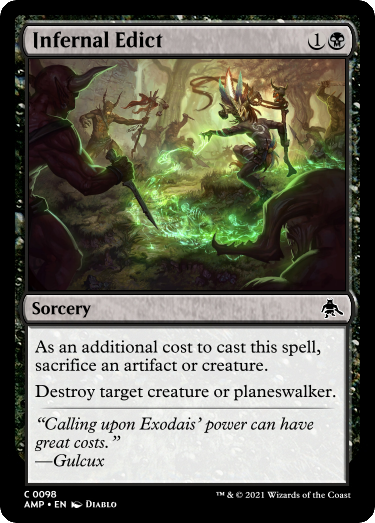 Infernal Edict 1
Sorcery
As an additional cost to cast this spell,
sacrifice an artifact or creature.
Destroy target creature or planeswalker.
“Calling upon Exodais’ power can have
great costs.”
—Gulcux
C 0098
AMP • EN Diablo
™ & © 2021 Wizards of the Coast